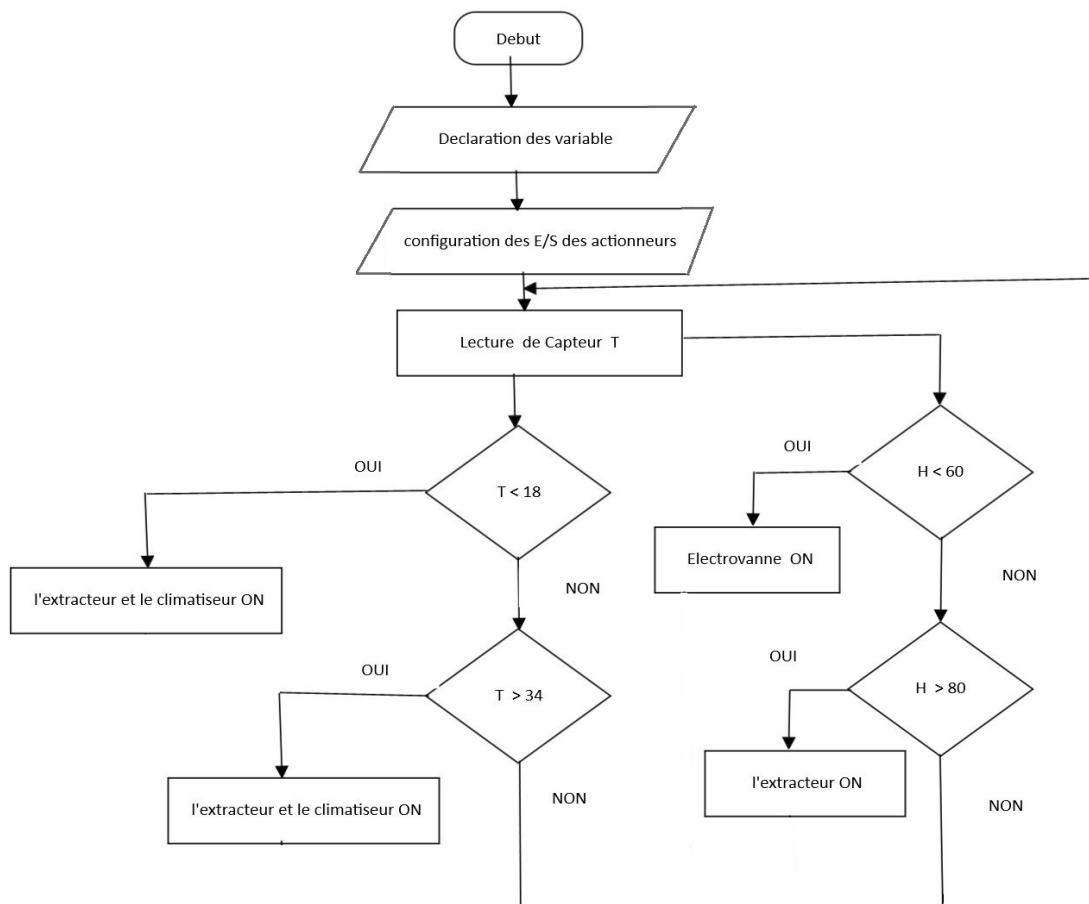 Debut
Declaration des variable
configuration des E/S des actionneurs
Lecture de Capteur T
OUI
T < 18
OUI
H < 60
Electrovanne ON
NON
NON
l'extracteur et le climatiseur ON
OUI
T > 34
OUI
H > 80
l'extracteur ON
NON
NON
l'extracteur et le climatiseur ON